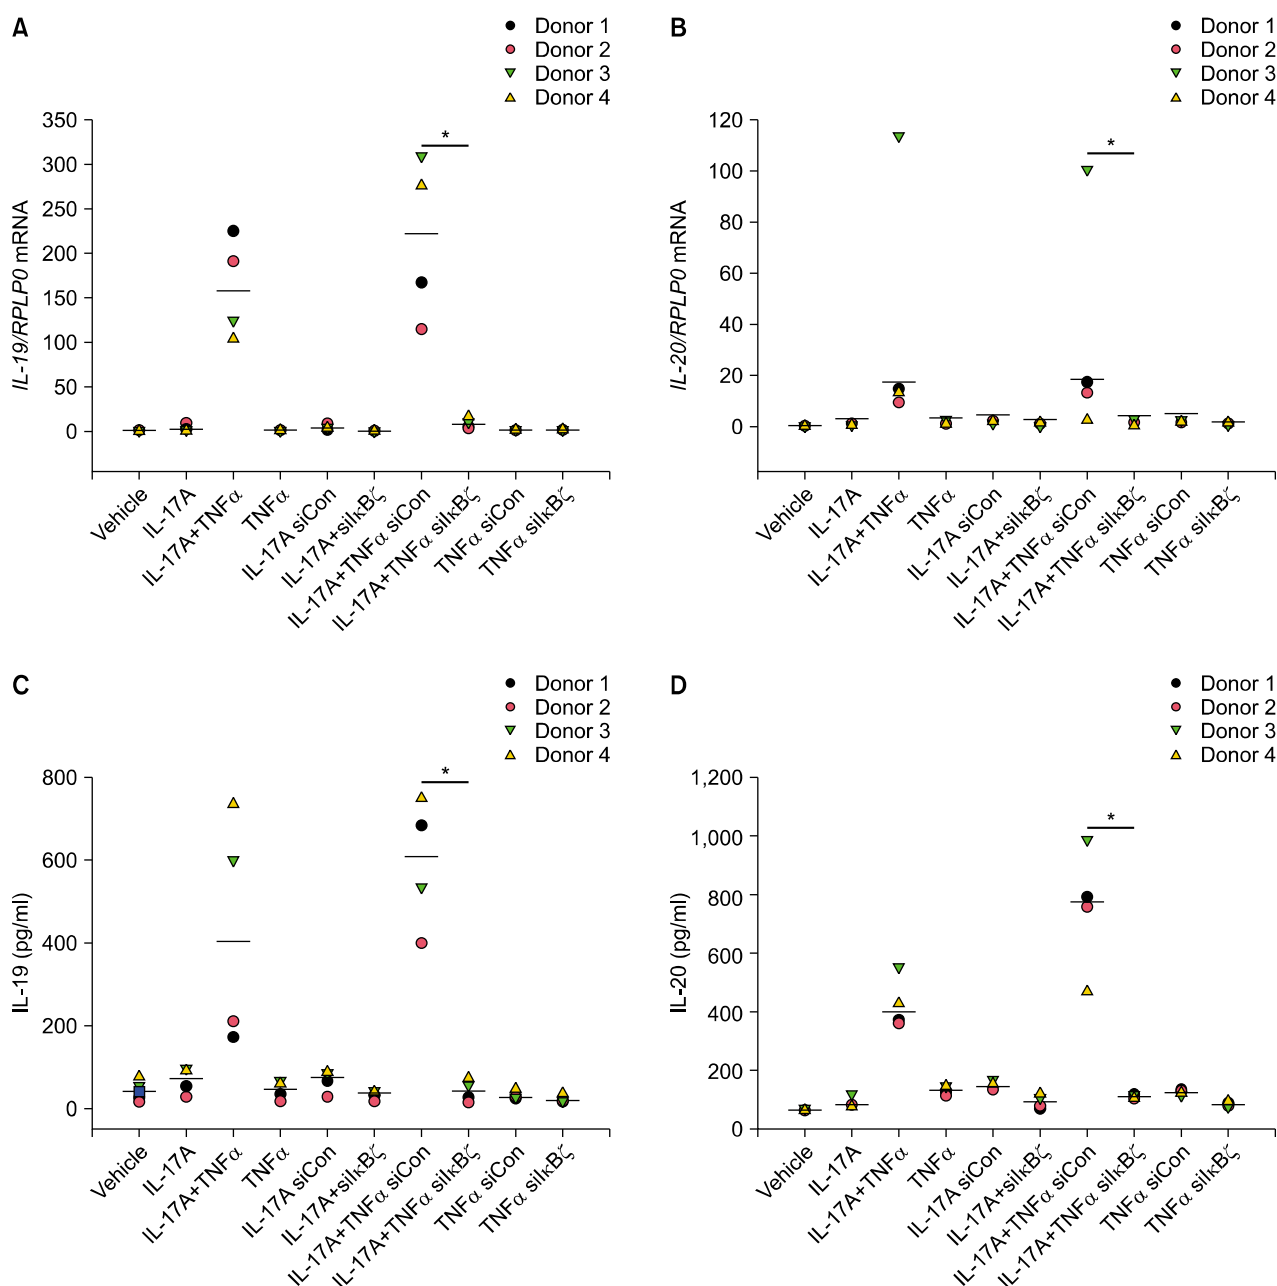 A
Donor 1
Donor 2
Donor 3
Donor 4
IL-19/RPLP0 mRNA
350
300
250
200
150
100
50
0
*
Vehicle
IL-17A
IL-17A+TNFα
TNFα
IL-17A siCon
IL-17A+siIκBζ
IL-17A+TNFα siCon
IL-17A+TNFα siIκBζ
TNFα siCon
TNFα siIκBζ
B
Donor 1
Donor 2
Donor 3
Donor 4
IL-20/RPLP0 mRNA
120
100
80
60
40
20
0
*
Vehicle
IL-17A
IL-17A+TNFα
TNFα
IL-17A siCon
IL-17A+siIκBζ
IL-17A+TNFα siCon
IL-17A+TNFα siIκBζ
TNFα siCon
TNFα siIκBζ
C
Donor 1
Donor 2
Donor 3
Donor 4
IL-19 (pg/ml)
800
600
400
200
0
*
Vehicle
IL-17A
IL-17A+TNFα
TNFα
IL-17A siCon
IL-17A+siIκBζ
IL-17A+TNFα siCon
IL-17A+TNFα siIκBζ
TNFα siCon
TNFα siIκBζ
D
Donor 1
Donor 2
Donor 3
Donor 4
IL-20 (pg/ml)
1,200
1,000
800
600
400
200
0
*
Vehicle
IL-17A
IL-17A+TNFα
TNFα
IL-17A siCon
IL-17A+siIκBζ
IL-17A+TNFα siCon
IL-17A+TNFα siIκBζ
TNFα siCon
TNFα siIκBζ